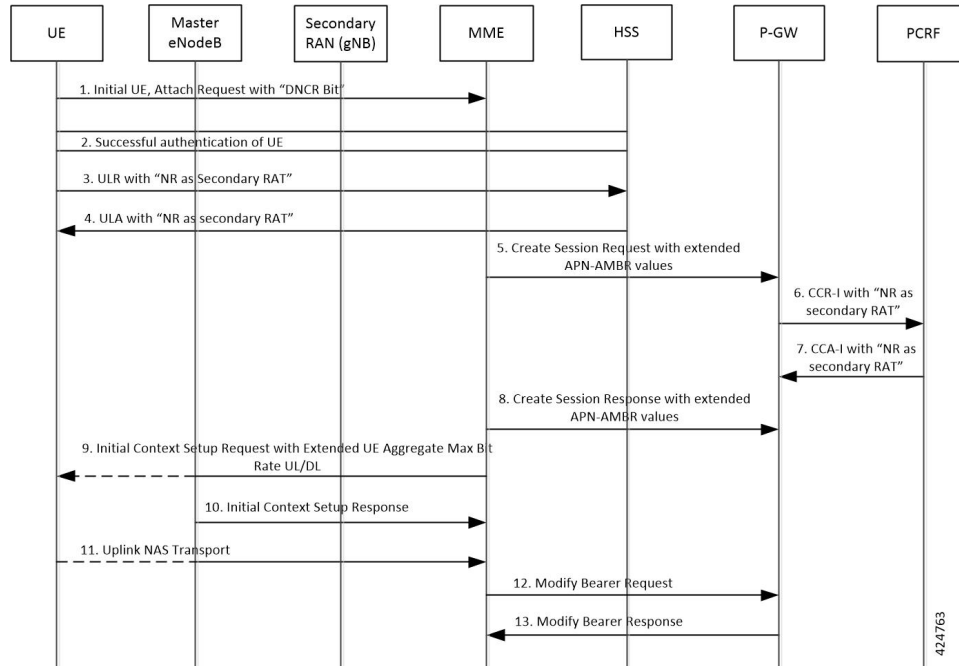 UE
Master
eNodeB
Secondary
RAN (gNB)
MME
HSS
P-GW
PCRF
1. Initial UE, Attach Request with “DNCR Bit”
2. Successful authentication of UE
3. ULR with “NR as Secondary RAT”
4. ULA with “NR as secondary RAT”
5. Create Session Request with extended
APN-AMBR values
6. CCR-I with “NR as
secondary RAT”
7. CCA-I with “NR as
secondary RAT”
8. Create Session Response with extended
APN-AMBR values
9. Initial Context Setup Request with Extended UE Aggregate Max Bit
Rate UL/DL
10. Initial Context Setup Response
11. Uplink NAS Transport
12. Modify Bearer Request
13. Modify Bearer Response
424763